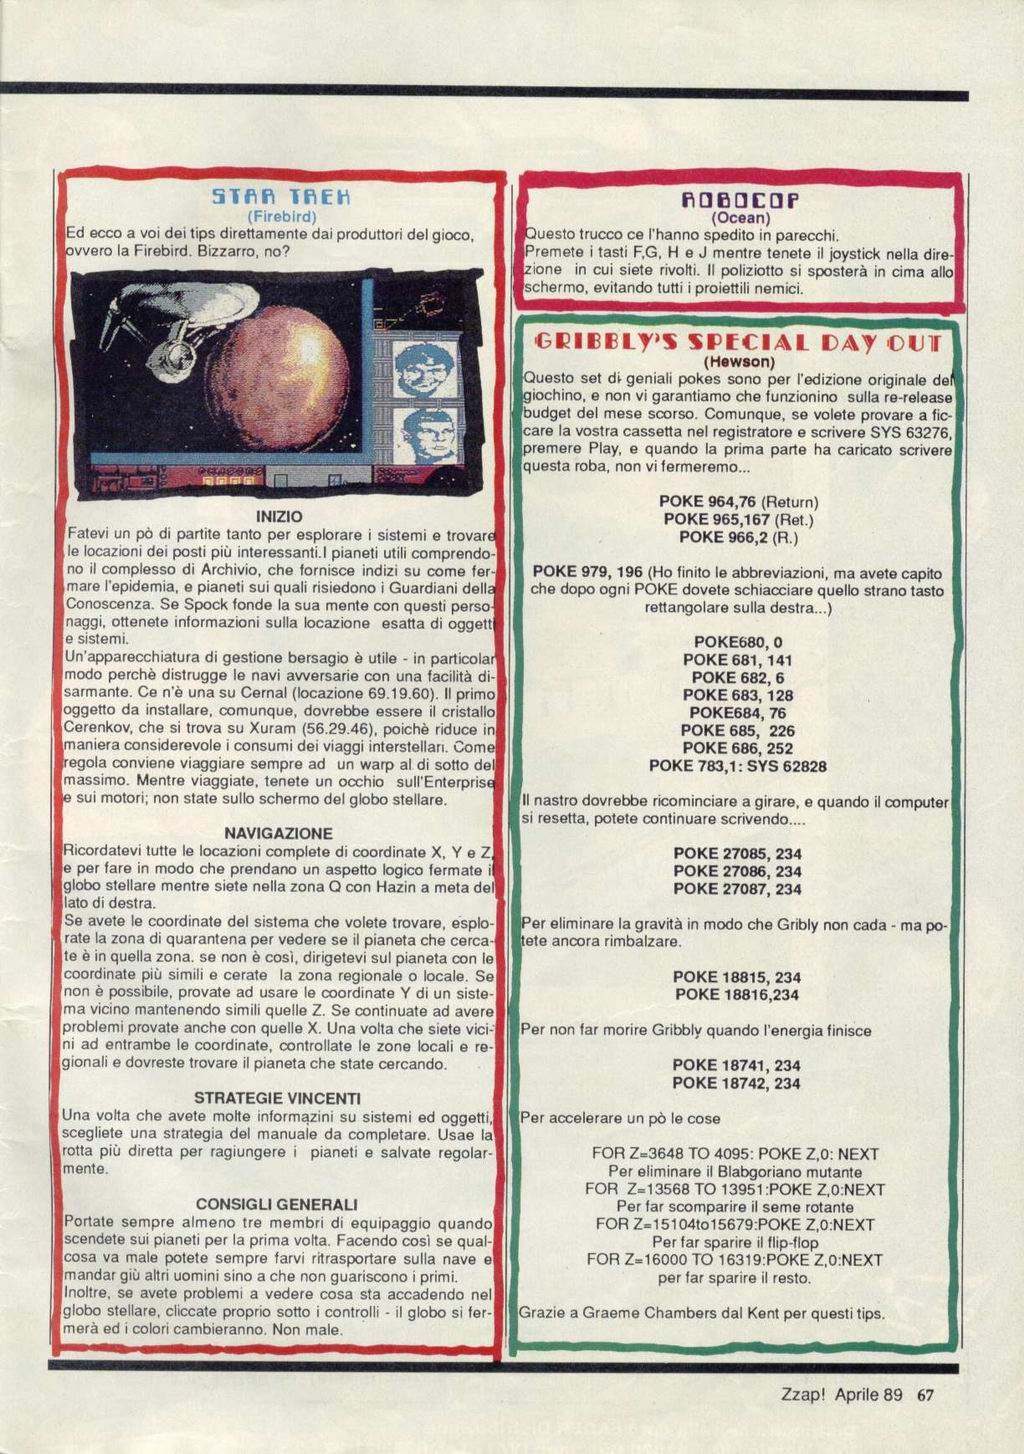 STAR TREK
(Firebird)
Ed ecco a voi dei tips direttamente dai produttori del gioco,
ovvero la Firebird. Bizzarro, no?
INIZIO
Fatevi un pò di partite tanto per esplorare i sistemi e trovare
le locazioni dei posti più interessanti.I pianeti utili comprendo-
no il complesso di Archivio, che fornisce indizi su come fer-
mare l'epidemia, e pianeti sui quali risiedono i Guardiani della
Conoscenza. Se Spock fonde la sua mente con questi perso-
naggi, ottenete informazioni sulla locazione esatta di oggetti
e sistemi.
Un'apparecchiatura di gestione bersagio è utile - in particolar
modo perchè distrugge le navi avversarie con una facilità di-
sarmante. Ce n'è una su Cernal (locazione 69.19.60). Il primo
oggetto da installare, comunque, dovrebbe essere il cristallo
Cerenkov, che si trova su Xuram (56.29.46), poichè riduce in
maniera considerevole i consumi dei viaggi interstellari. Come
regola conviene viaggiare sempre ad un warp al di sotto del
massimo. Mentre viaggiate, tenete un occhio sull'Enterprise
e sui motori; non state sullo schermo del globo stellare.
NAVIGAZIONE
Ricordatevi tutte le locazioni complete di coordinate X, Y e Z,
e per fare in modo che prendano un aspetto logico fermate il
globo stellare mentre siete nella zona Q con Hazin a meta del
lato di destra.
Se avete le coordinate del sistema che volete trovare, esplo-
rate la zona di quarantena per vedere se il pianeta che cerca-
te è in quella zona. se non è così, dirigetevi sul pianeta con le
coordinate più simili e cerate la zona regionale o locale. Se
non è possibile, provate ad usare le coordinate Y di un siste-
ma vicino mantenendo simili quelle Z. Se continuate ad avere
problemi provate anche con quelle X. Una volta che siete vici-
ni ad entrambe le coordinate, controllate le zone locali e re-
gionali e dovreste trovare il pianeta che state cercando.
STRATEGIE VINCENTI
Una volta che avete molte informazini su sistemi ed oggetti,
scegliete una strategia del manuale da completare. Usae la
rotta più diretta per ragiungere i pianeti e salvate regolar-
mente.
CONSIGLI GENERALI
Portate sempre almeno tre membri di equipaggio quando
scendete sui pianeti per la prima volta. Facendo così se qual-
cosa va male potete sempre farvi ritrasportare sulla nave e
mandar giù altri uomini sino a che non guariscono i primi.
Inoltre, se avete problemi a vedere cosa sta accadendo nel
globo stellare, cliccate proprio sotto i controlli - il globo si fer-
merà ed i colori cambieranno. Non male.
ROBOCOP
(Ocean)
Questo trucco ce l'hanno spedito in parecchi.
Premete i tasti F,G, H e J mentre tenete il joystick nella dire-
zione in cui siete rivolti. Il poliziotto si sposterà in cima allo
schermo, evitando tutti i proiettili nemici.
GRIBBLY'S SPECIAL DAY OUT
(Hewson)
Questo set di geniali pokes sono per l'edizione originale del
giochino, e non vi garantiamo che funzionino sulla re-release
budget del mese scorso. Comunque, se volete provare a fic-
care la vostra cassetta nel registratore e scrivere SYS 63276,
premere Play, e quando la prima parte ha caricato scrivere
questa roba, non vi fermeremo...
POKE 964,76 (Return)
POKE 965,167 (Ret.)
POKE 966,2 (R.)
POKE 979, 196 (Ho finito le abbreviazioni, ma avete capito
che dopo ogni POKE dovete schiacciare quello strano tasto
rettangolare sulla destra...)
POKE680, 0
POKE 681, 141
POKE 682, 6
POKE 683, 128
POKE684, 76
POKE 685, 226
POKE 686, 252
POKE 783,1: SYS 62828
Il nastro dovrebbe ricominciare a girare, e quando il computer
si resetta, potete continuare scrivendo....
POKE 27085, 234
POKE 27086, 234
POKE 27087, 234
Per eliminare la gravità in modo che Gribly non cada - ma po-
tete ancora rimbalzare.
POKE 18815, 234
POKE 18816,234
Per non far morire Gribbly quando l'energia finisce
POKE 18741, 234
POKE 18742, 234
Per accelerare un pò le cose
FOR Z=3648 TO 4095: POKE Z,0: NEXT
Per eliminare il Blabgoriano mutante
FOR Z=13568 TO 13951:POKE Z,0:NEXT
Per far scomparire il seme rotante
FOR Z=15104to15679:POKE Z,0:NEXT
Per far sparire il flip-flop
FOR Z=16000 TO 16319:POKE Z,0:NEXT
per far sparire il resto.
Grazie a Graeme Chambers dal Kent per questi tips.
Zzap! Aprile 89 67